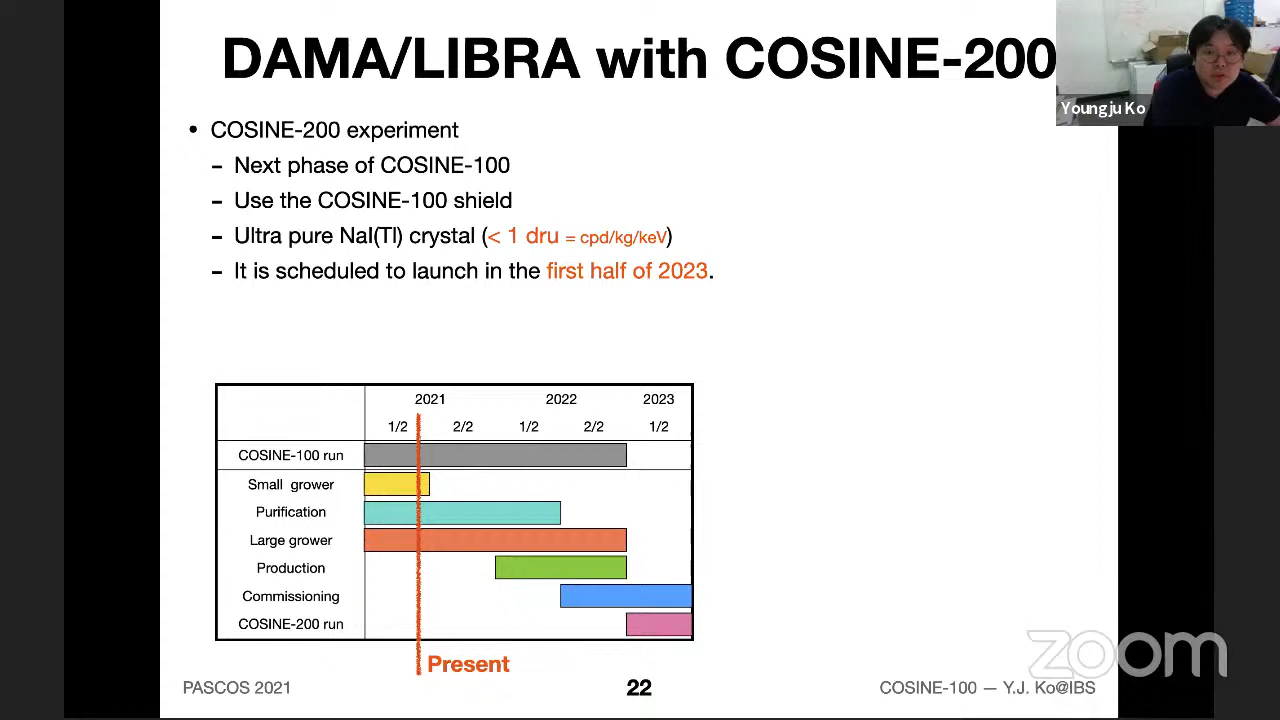 DAMA/LIBRA with COSINE-200
Youngju Ko
• COSINE-200 experiment
– Next phase of COSINE-100
– Use the COSINE-100 shield
– Ultra pure NaI(Tl) crystal (< 1 dru = cpd/kg/keV)
– It is scheduled to launch in the first half of 2023.
2021 2022 2023
1/2 2/2 1/2 2/2 1/2
COSINE-100 run
Small grower
Purification
Large grower
Production
Commissioning
COSINE-200 run
Present
zoom
PASCOS 2021 22 COSINE-100 — Y.J. Ko@IBS